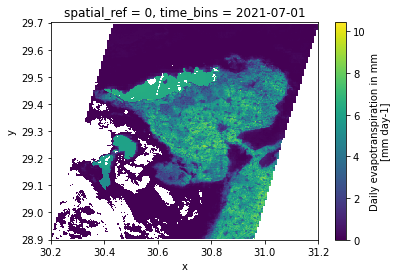 spatial_ref = 0, time_bins = 2021-07-01
29.7
29.6
29.5
29.4
29.3
29.2
29.1
29.0
28.9
y
30.2 30.4 30.6 30.8 31.0 31.2
x
10
8
6
4
2
0
Daily evapotranspiration in mm
[mm day-1]